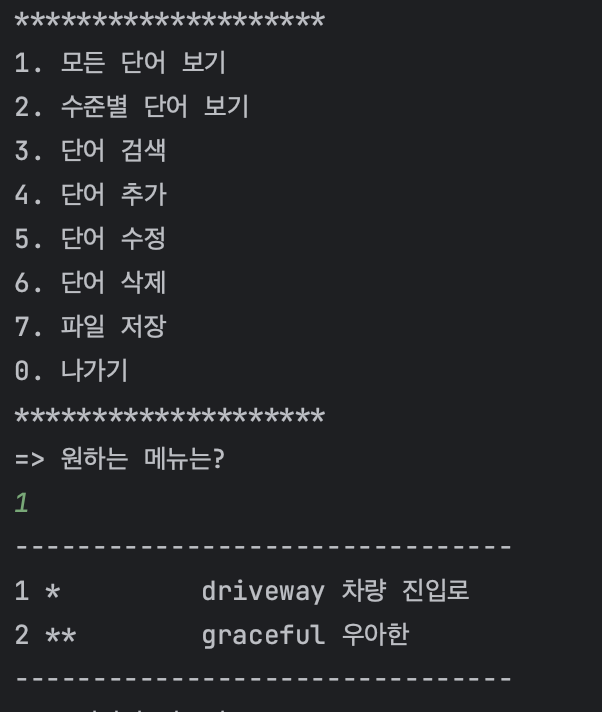 ********************
1. 모든 단어 보기
2. 수준별 단어 보기
3. 단어 검색
4. 단어 추가
5. 단어 수정
6. 단어 삭제
7. 파일 저장
0. 나가기
********************
=> 원하는 메뉴는?
1
--------------------------------
1 *         driveway 차량 진입로
2 **        graceful 우아한
--------------------------------